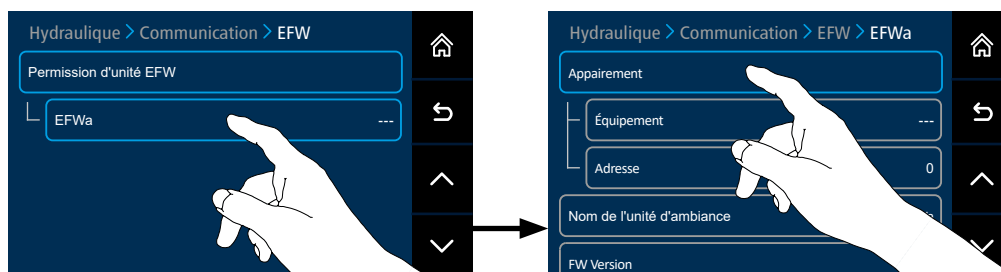 Hydraulique > Communication > EFW
Permission d'unité EFW
EFWa ---
Hydraulique > Communication > EFW > EFWa
Appairement
Équipement ---
Adresse 0
Nom de l'unité d'ambiance
FW Version